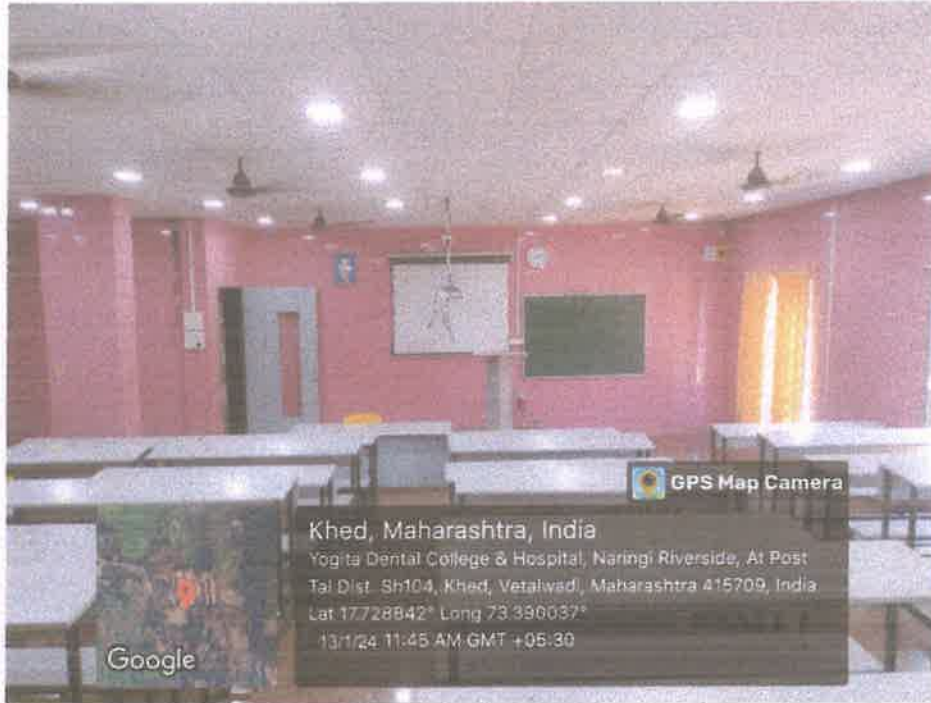 GPS Map Camera
Khed, Maharashtra, India
Yogita Dental College & Hospital, Naringi Riverside, At Post
Tal Dist. Sh104, Khed, Vetalwadi, Maharashtra 415709, India
Lat 17.728842° Long 73.390037°
13/1/24 11:45 AM GMT +05:30
Google